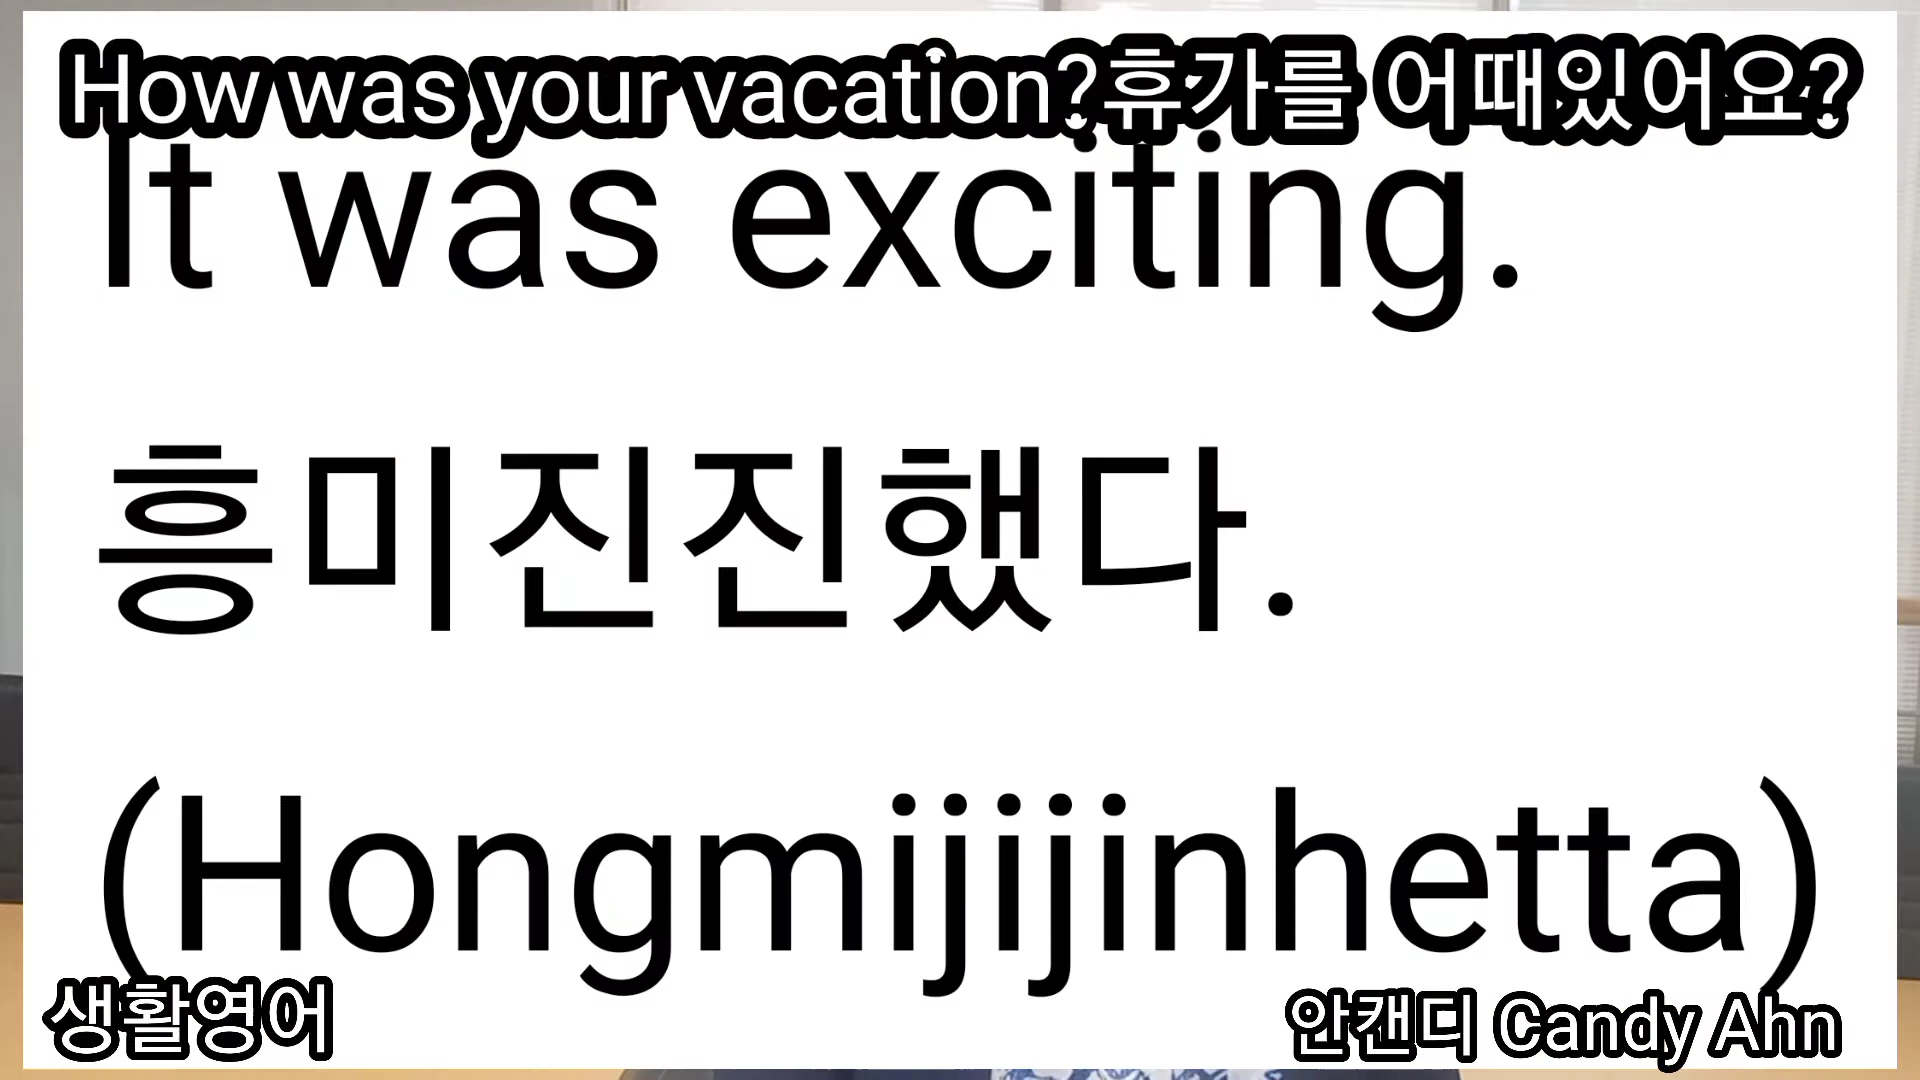 How was your vacation?휴가를 어때있어요?
It was exciting.
흥미진진했다.
(Hongmijijinhetta)
생활영어
안캔디 Candy Ahn